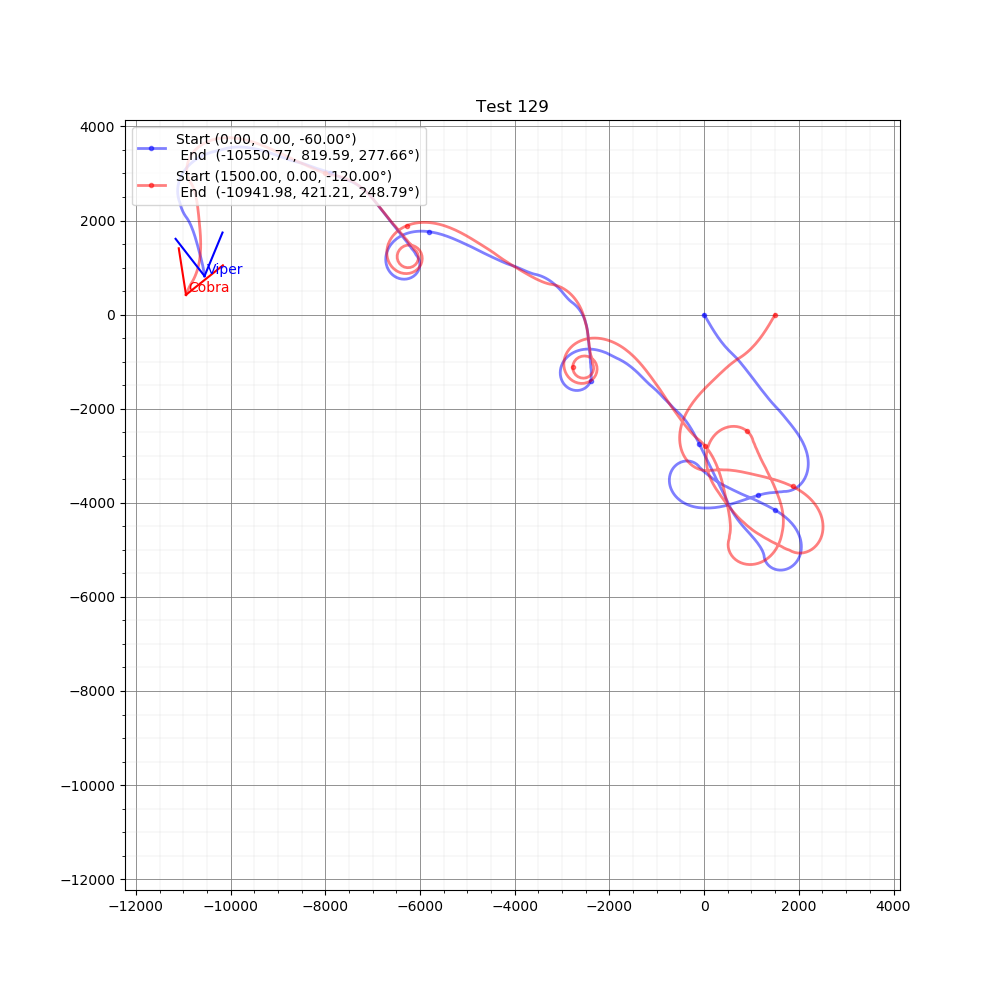 Test 129
Start (0.00, 0.00, -60.00°)
End (-10550.77, 819.59, 277.66°)
Start (1500.00, 0.00, -120.00°)
End (-10941.98, 421.21, 248.79°)
4000
2000
0
−2000
−4000
−6000
−8000
−10000
−12000
Viper
Cobra
−12000 −10000 −8000 −6000 −4000 −2000 0 2000 4000